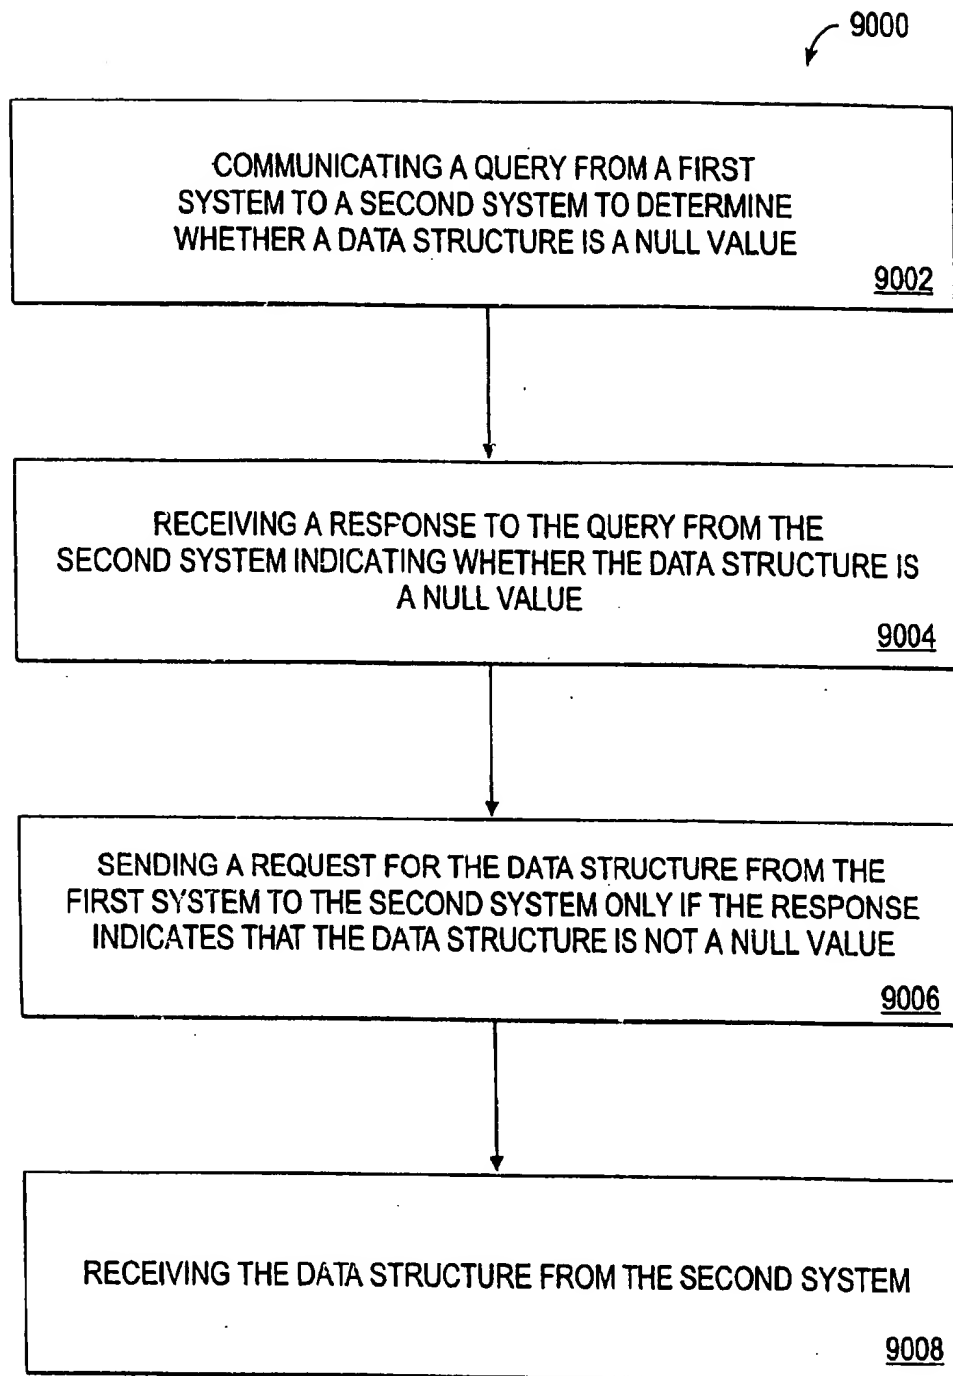 9000
COMMUNICATING A QUERY FROM A FIRST
SYSTEM TO A SECOND SYSTEM TO DETERMINE
WHETHER A DATA STRUCTURE IS A NULL VALUE
9002
RECEIVING A RESPONSE TO THE QUERY FROM THE
SECOND SYSTEM INDICATING WHETHER THE DATA STRUCTURE IS
A NULL VALUE
9004
SENDING A REQUEST FOR THE DATA STRUCTURE FROM THE
FIRST SYSTEM TO THE SECOND SYSTEM ONLY IF THE RESPONSE
INDICATES THAT THE DATA STRUCTURE IS NOT A NULL VALUE
9006
RECEIVING THE DATA STRUCTURE FROM THE SECOND SYSTEM
9008